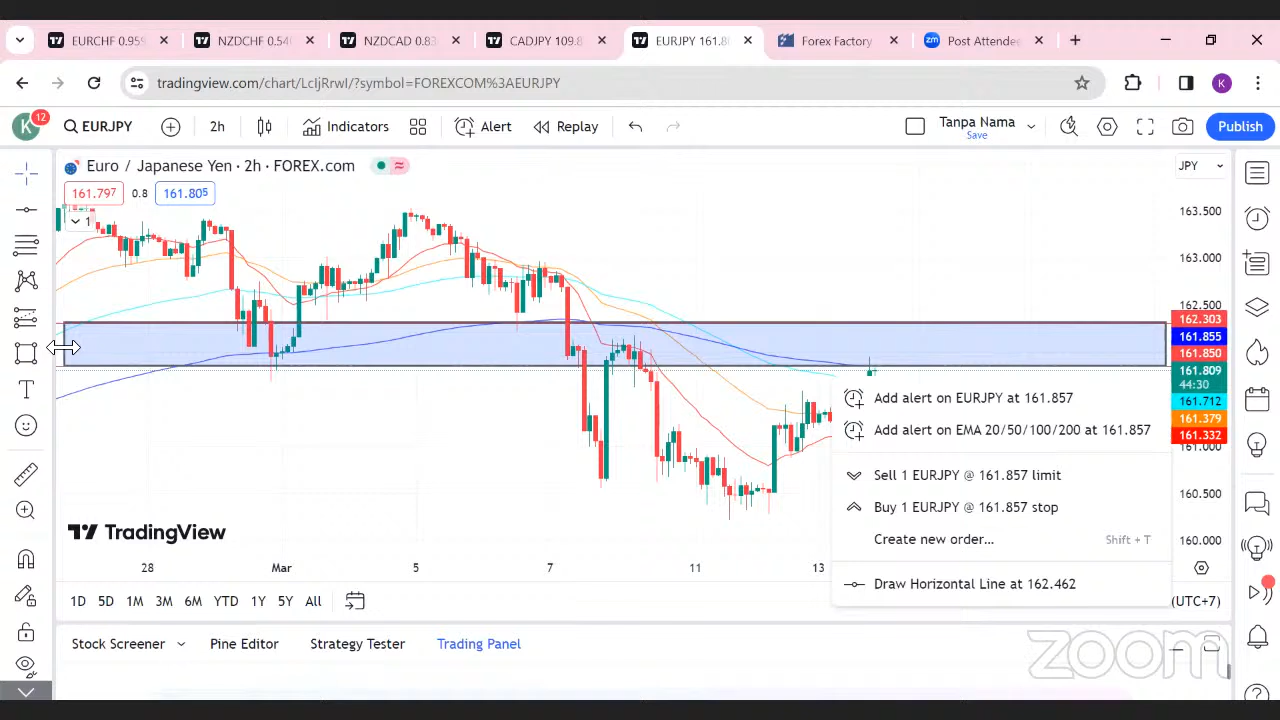 EURCHF 0.959
NZDCHF 0.540
NZDCAD 0.83
CADJPY 109.8
EURJPY 161.80
Forex Factory
zm
Post Attendee
tradingview.com/chart/LcIjRrwI/?symbol=FOREXCOM%3AEURJPY
K
K
12
EURJPY
2h
Indicators
Alert
Replay
Tanpa Nama
Save
Publish
Euro / Japanese Yen · 2h · FOREX.com
JPY
161.797
0.8
161.805
1
163.500
163.000
162.500
162.303
161.855
161.850
161.809
44:30
161.712
161.379
161.332
161.000
160.500
160.000
Add alert on EURJPY at 161.857
Add alert on EMA 20/50/100/200 at 161.857
Sell 1 EURJPY @ 161.857 limit
Buy 1 EURJPY @ 161.857 stop
Create new order...
Shift + T
Draw Horizontal Line at 162.462
TradingView
28
Mar
5
7
11
13
1D
5D
1M
3M
6M
YTD
1Y
5Y
All
(UTC+7)
Stock Screener
Pine Editor
Strategy Tester
Trading Panel
zoom